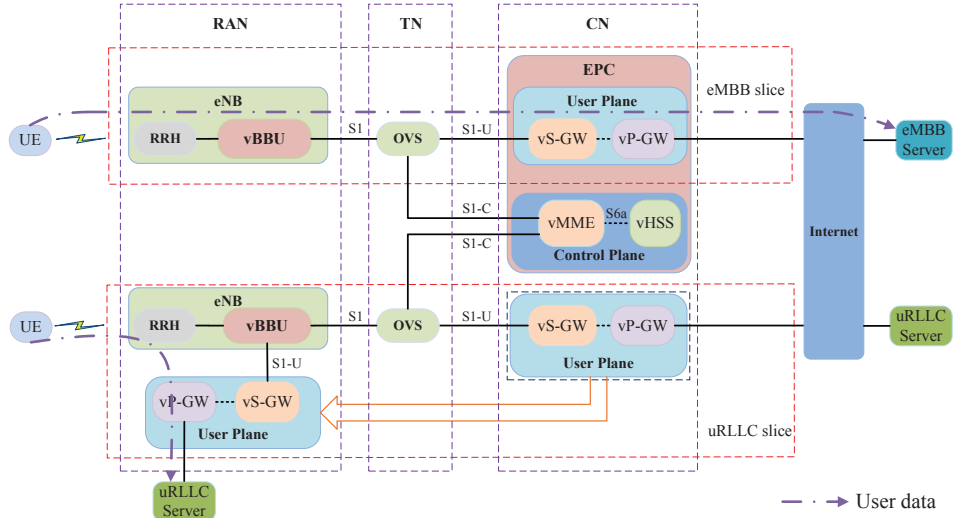 RAN
TN
CN
EPC
eMBB slice
eNB
User Plane
UE
RRH
vBBU
S1
OVS
S1-U
vS-GW
vP-GW
eMBB
Server
S1-C
vMME
S6a
vHSS
Internet
S1-C
Control Plane
eNB
UE
RRH
vBBU
S1
OVS
S1-U
vS-GW
vP-GW
uRLLC
Server
User Plane
S1-U
vP-GW
vS-GW
User Plane
uRLLC slice
uRLLC
Server
User data